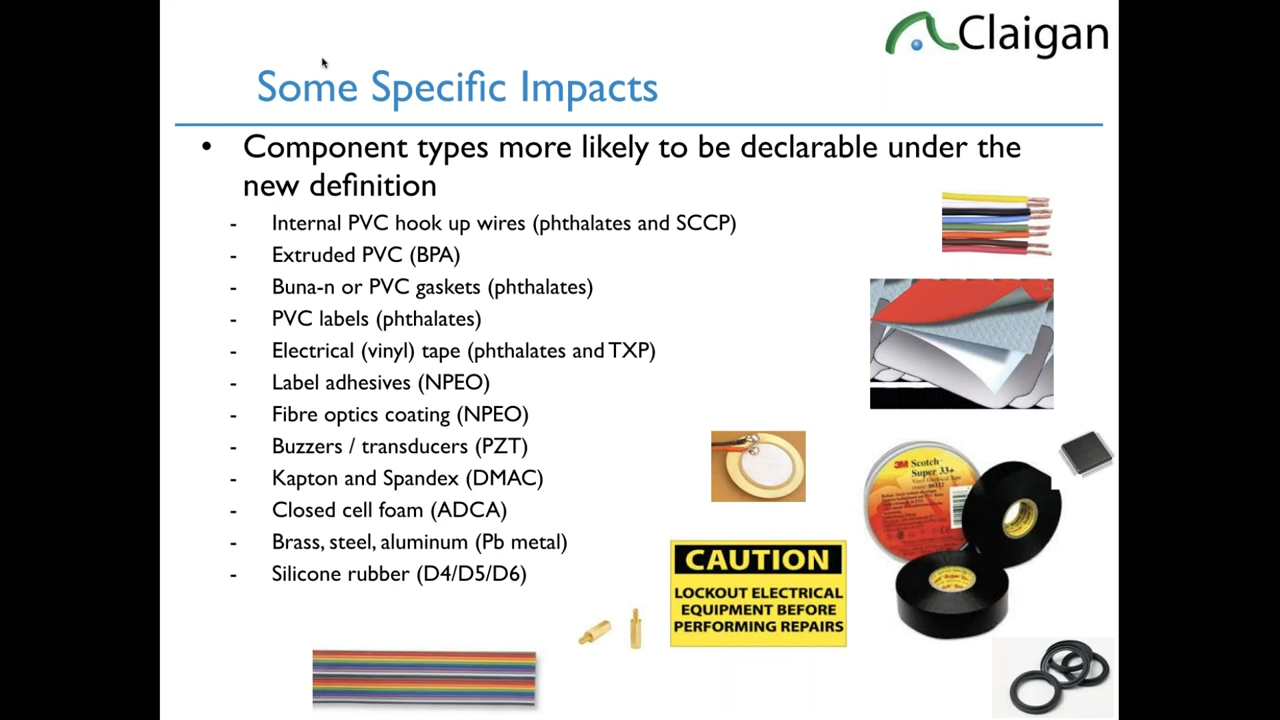 Claigan
Some Specific Impacts
• Component types more likely to be declarable under the
new definition
- Internal PVC hook up wires (phthalates and SCCP)
- Extruded PVC (BPA)
- Buna-n or PVC gaskets (phthalates)
- PVC labels (phthalates)
- Electrical (vinyl) tape (phthalates and TXP)
- Label adhesives (NPEO)
- Fibre optics coating (NPEO)
- Buzzers / transducers (PZT)
- Kapton and Spandex (DMAC)
- Closed cell foam (ADCA)
- Brass, steel, aluminum (Pb metal)
- Silicone rubber (D4/D5/D6)
3M Scotch
Super 33+
CAUTION
LOCKOUT ELECTRICAL
EQUIPMENT BEFORE
PERFORMING REPAIRS